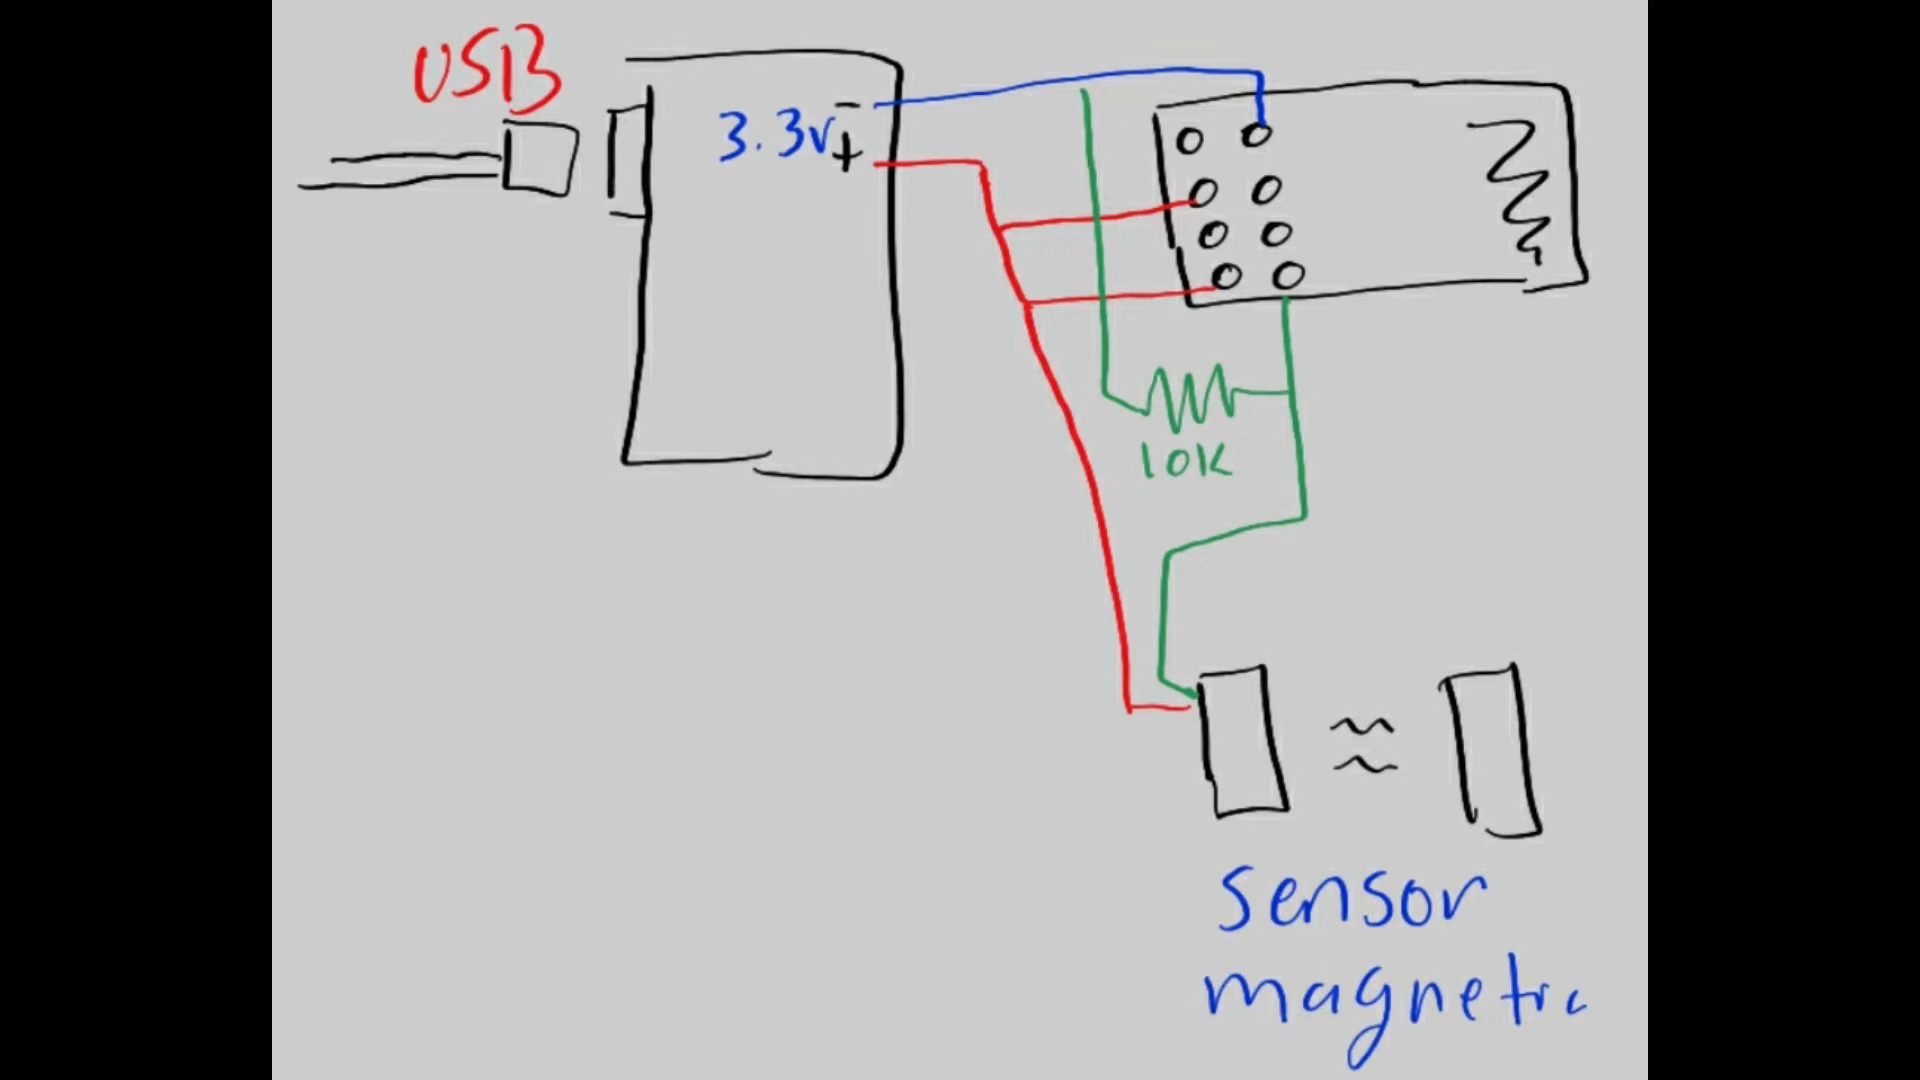 USB
3.3v
-
+
10K
sensor
magnetic